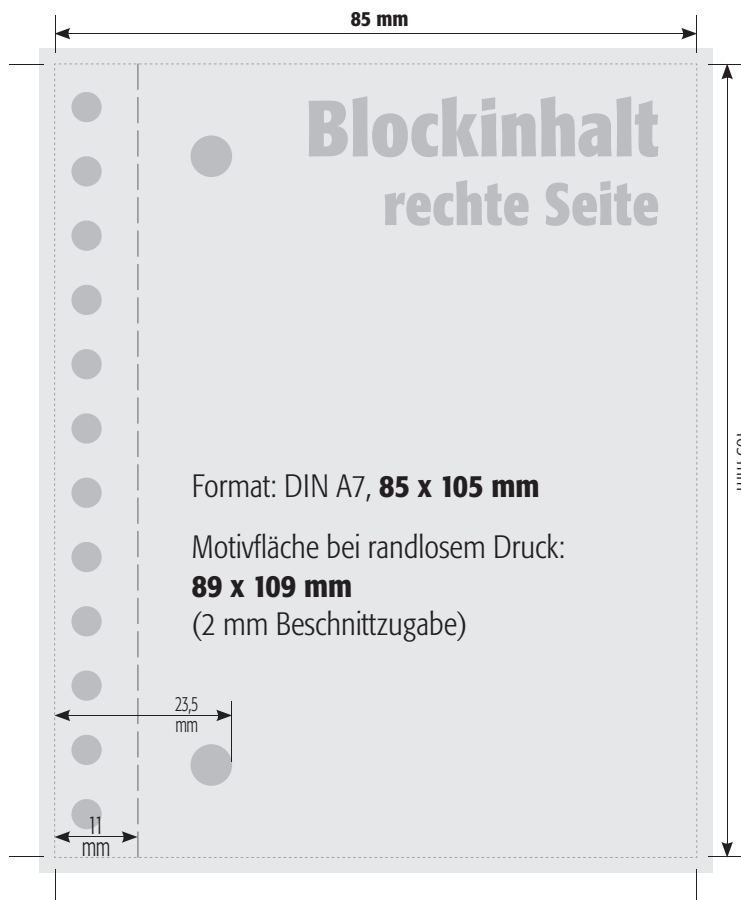 85 mm
Blockinhalt
rechte Seite
Format: DIN A7, 85 x 105 mm
Motivfläche bei randlosem Druck:
89 x 109 mm
(2 mm Beschnittzugabe)
23,5
mm
11
mm